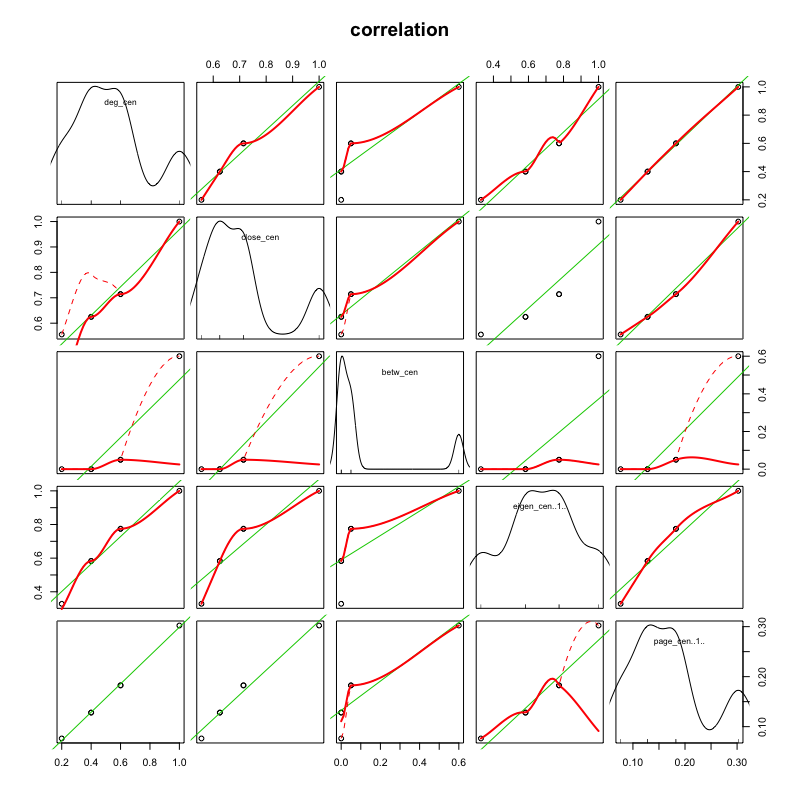 correlation
0.6 0.7 0.8 0.9 1.0
0.4 0.6 0.8 1.0
deg_cen
0.2 0.4 0.6 0.8 1.0
0.6 0.7 0.8 0.9 1.0
close_cen
betw_cen
0.0 0.2 0.4 0.6
0.4 0.6 0.8 1.0
eigen_cen..1..
page_cen..1..
0.10 0.20 0.30
0.2 0.4 0.6 0.8 1.0
0.0 0.2 0.4 0.6
0.10 0.20 0.30